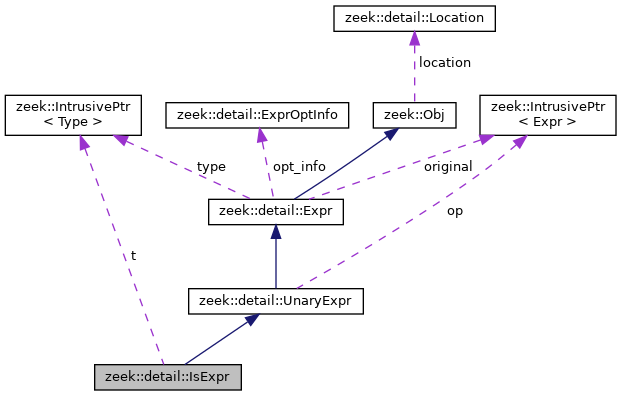 zeek::detail::Location
location
zeek::IntrusivePtr
< Type >
zeek::detail::ExprOptInfo
zeek::Obj
zeek::IntrusivePtr
< Expr >
type
opt_info
original
zeek::detail::Expr
op
t
zeek::detail::UnaryExpr
zeek::detail::IsExpr